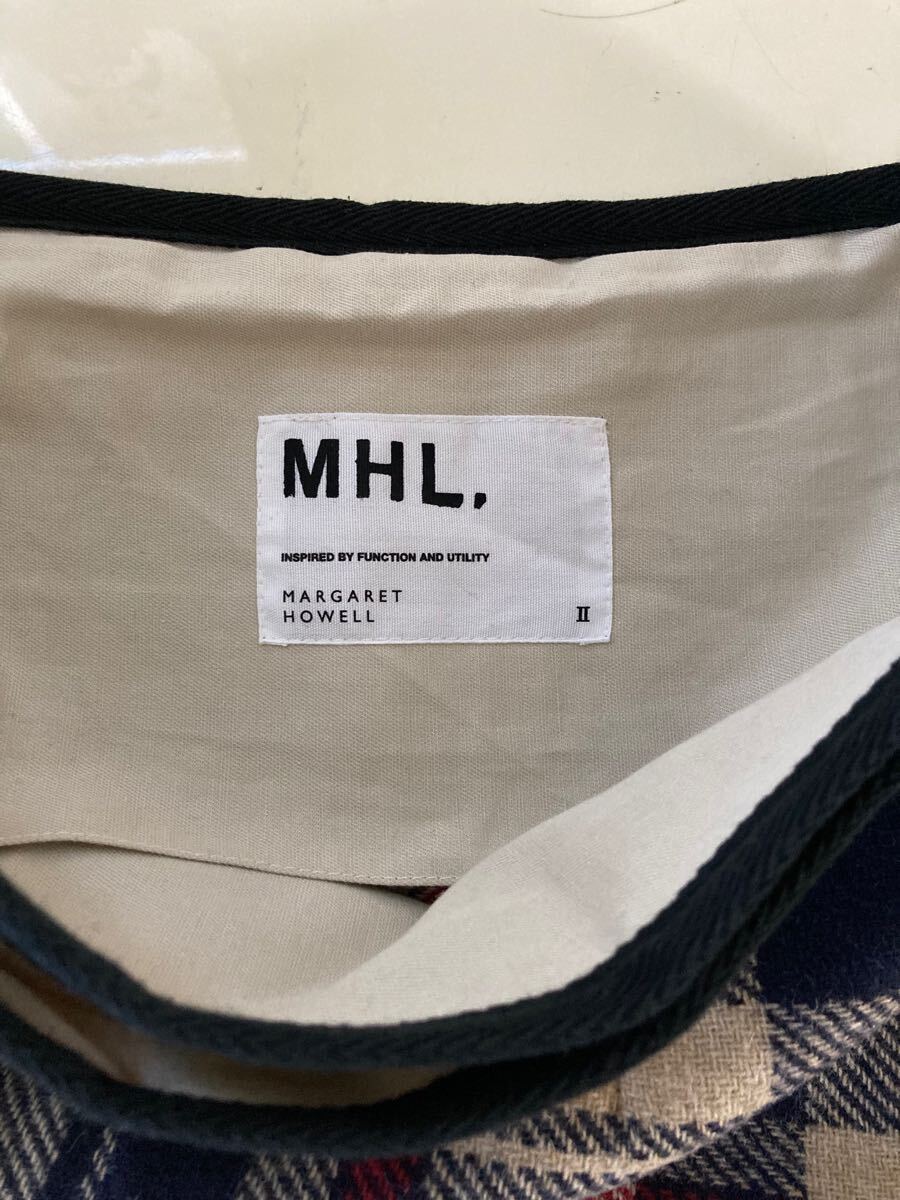 MHL.
INSPIRED BY FUNCTION AND UTILITY
MARGARET
HOWELL
II